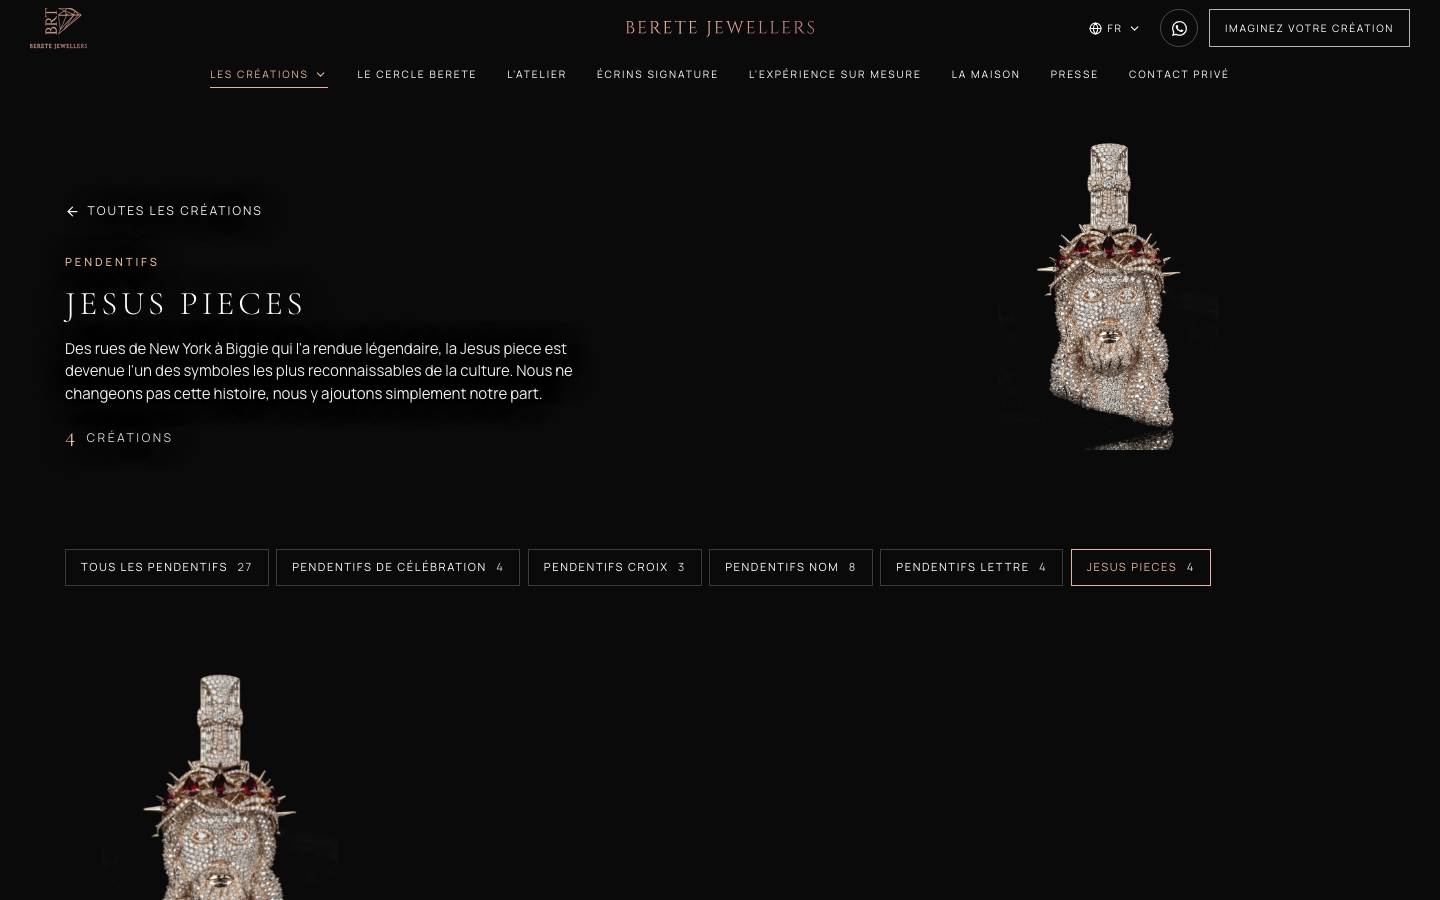 BRT
BERETE JEWELLERS
BERETE JEWELLERS
FR
IMAGINEZ VOTRE CRÉATION
LES CRÉATIONS
LE CERCLE BERETE
L'ATELIER
ÉCRINS SIGNATURE
L'EXPÉRIENCE SUR MESURE
LA MAISON
PRESSE
CONTACT PRIVÉ
← TOUTES LES CRÉATIONS
PENDENTIFS
JESUS PIECES
Des rues de New York à Biggie qui l'a rendue légendaire, la Jesus piece est
devenue l'un des symboles les plus reconnaissables de la culture. Nous ne
changeons pas cette histoire, nous y ajoutons simplement notre part.
4 CRÉATIONS
TOUS LES PENDENTIFS 27
PENDENTIFS DE CÉLÉBRATION 4
PENDENTIFS CROIX 3
PENDENTIFS NOM 8
PENDENTIFS LETTRE 4
JESUS PIECES 4